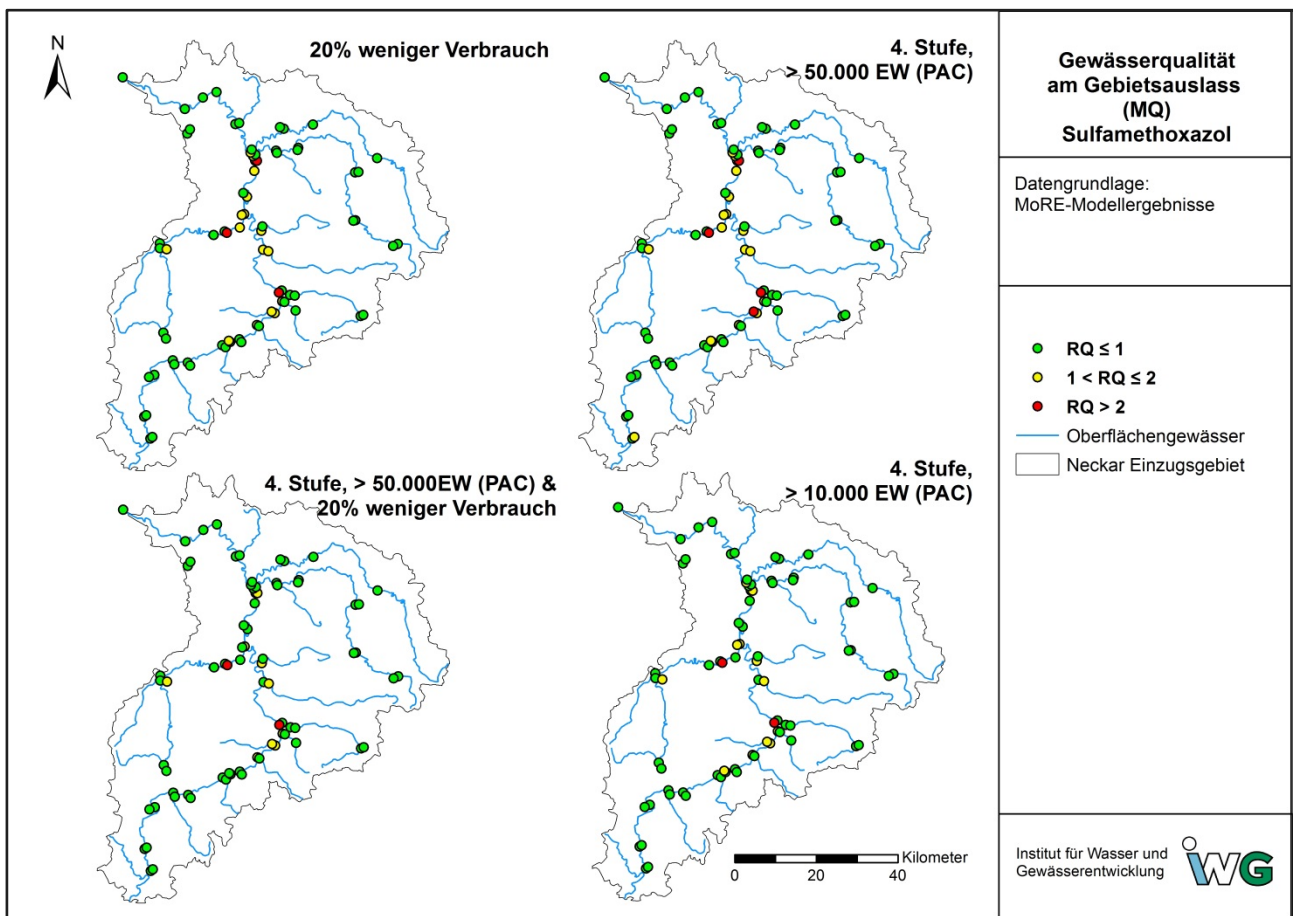 N
20% weniger Verbrauch
4. Stufe,
> 50.000 EW (PAC)
4. Stufe, > 50.000EW (PAC) &
20% weniger Verbrauch
4. Stufe,
> 10.000 EW (PAC)
Kilometer
0 20 40
Gewässerqualität
am Gebietsauslass
(MQ)
Sulfamethoxazol
Datengrundlage:
MoRE-Modellergebnisse
RQ ≤ 1
1 < RQ ≤ 2
RQ > 2
Oberflächengewässer
Neckar Einzugsgebiet
Institut für Wasser und
Gewässerentwicklung
iWG